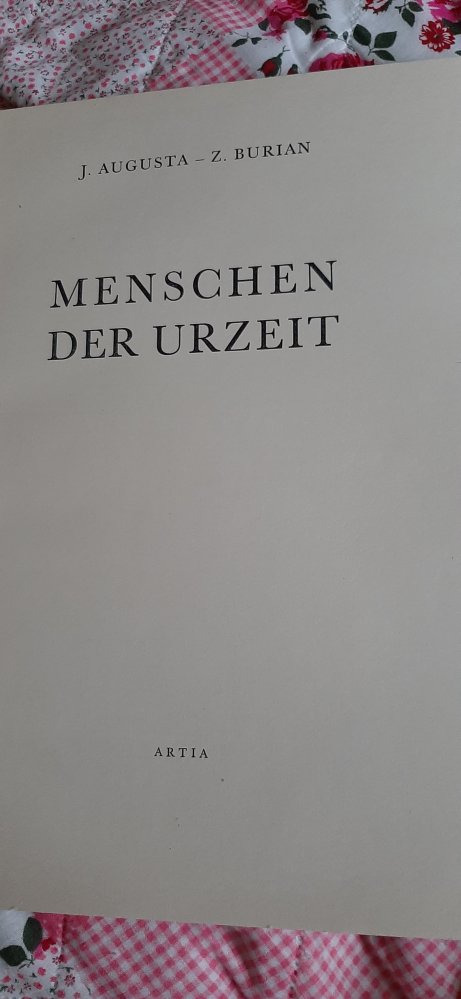 J. AUGUSTA – Z. BURIAN
MENSCHEN
DER URZEIT
ARTIA